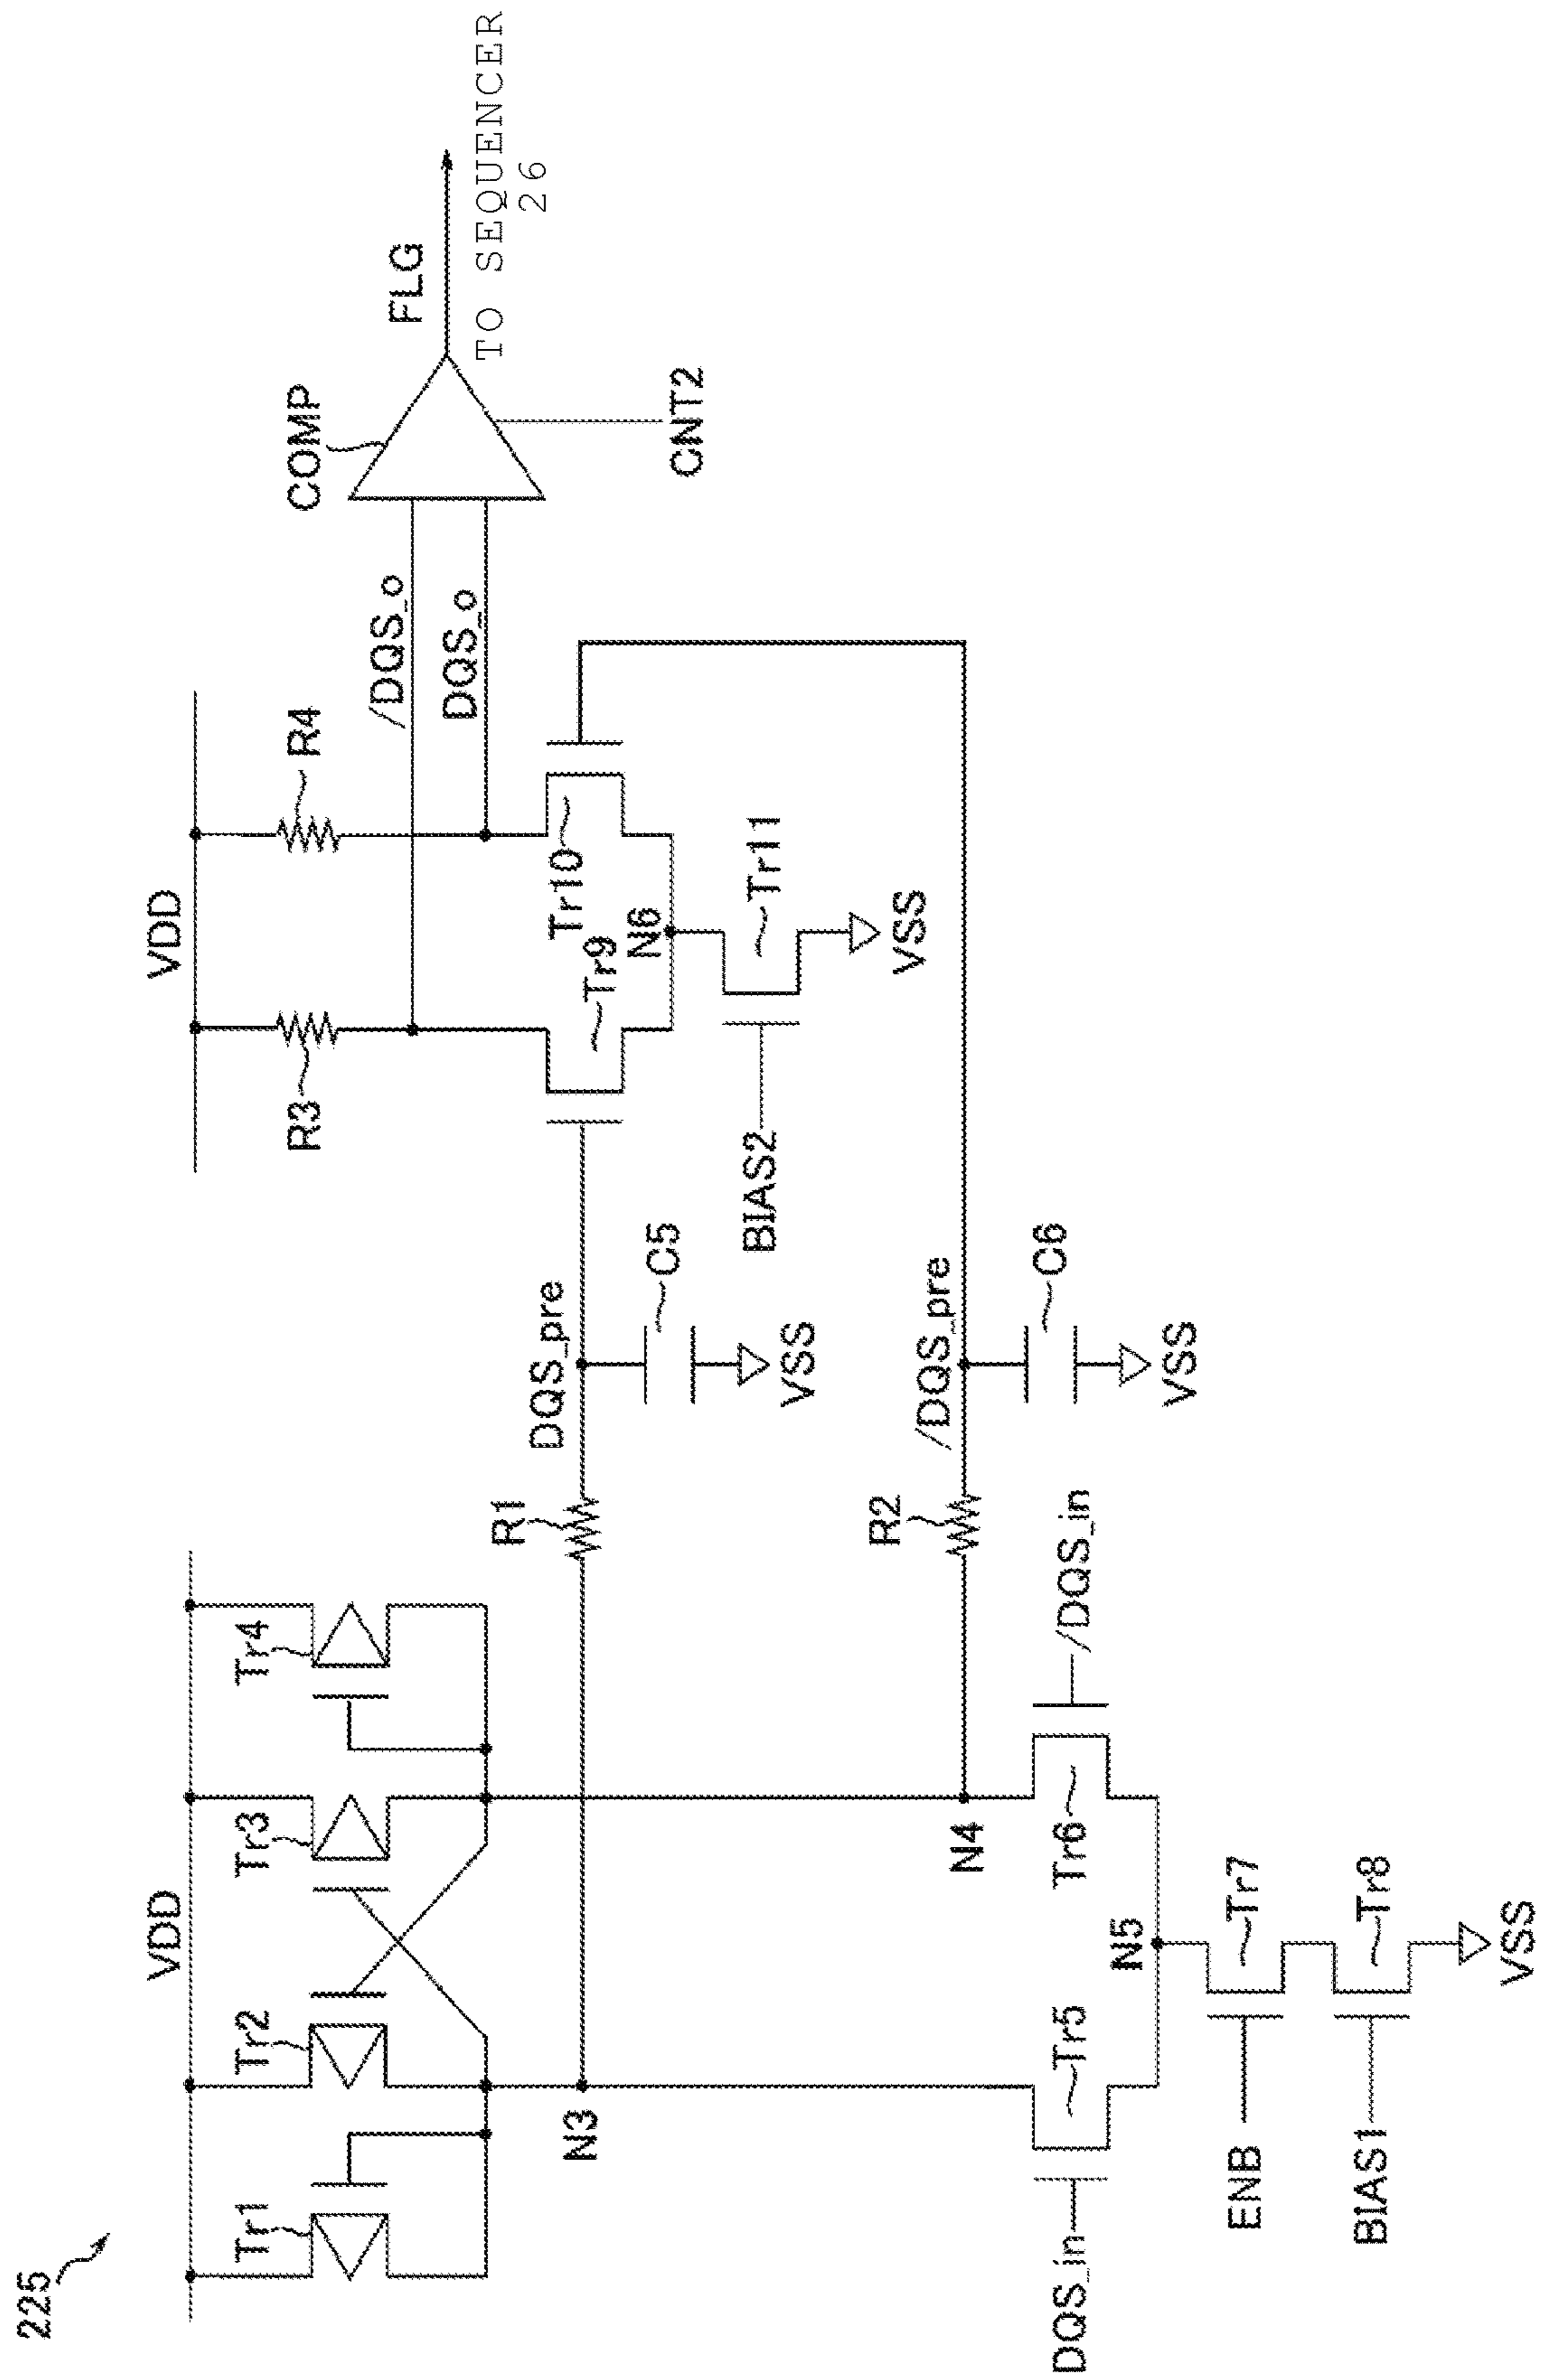 225
VDD
Tr1
Tr2
Tr3
Tr4
N3
N4
DQS_in
Tr5
Tr6
/DQS_in
N5
ENB
Tr7
BIAS1
Tr8
VSS
R1
DQS_pre
C5
VSS
R2
/DQS_pre
C6
VSS
VDD
R3
R4
/DQS_o
DQS_o
Tr9
Tr10
N6
BIAS2
Tr11
VSS
COMP
CNT2
FLG
TO SEQUENCER
26